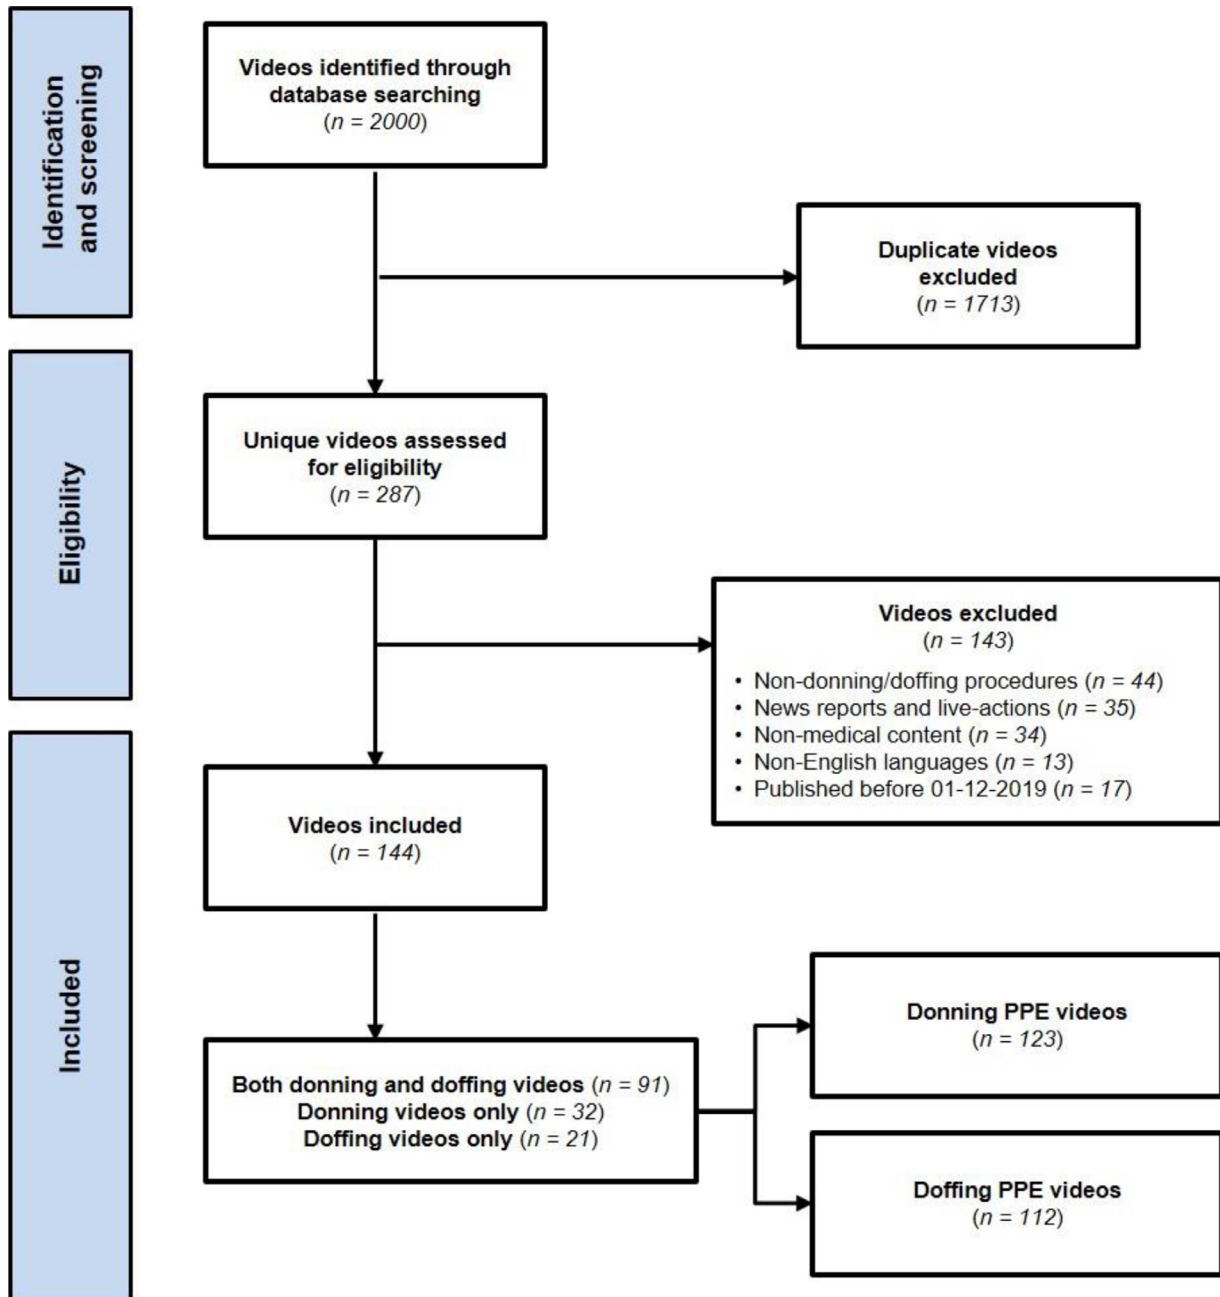 Identification
and screening
Videos identified through
database searching
(n = 2000)
Duplicate videos
excluded
(n = 1713)
Eligibility
Unique videos assessed
for eligibility
(n = 287)
Videos excluded
(n = 143)
• Non-donning/doffing procedures (n = 44)
• News reports and live-actions (n = 35)
• Non-medical content (n = 34)
• Non-English languages (n = 13)
• Published before 01-12-2019 (n = 17)
Included
Videos included
(n = 144)
Both donning and doffing videos (n = 91)
Donning videos only (n = 32)
Doffing videos only (n = 21)
Donning PPE videos
(n = 123)
Doffing PPE videos
(n = 112)